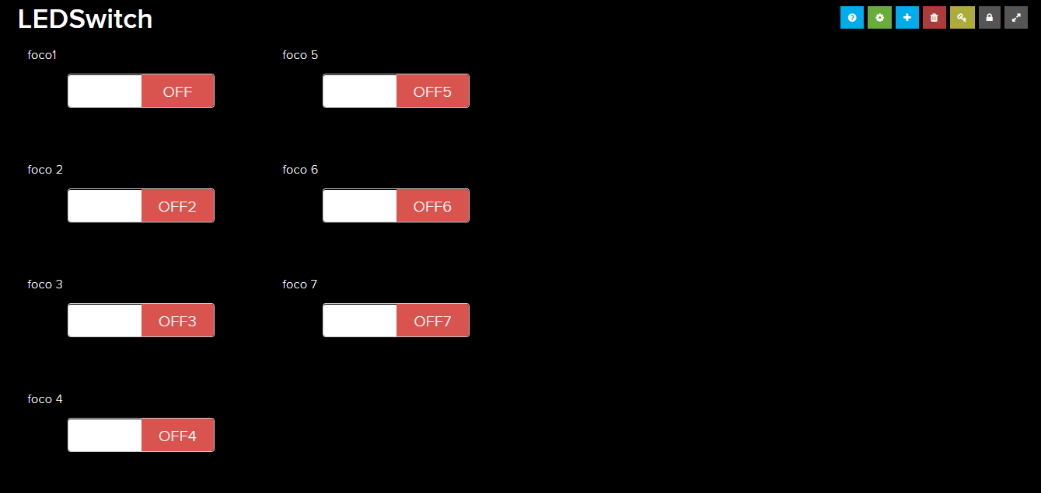 LEDSwitch
foco1
OFF
foco 2
OFF2
foco 3
OFF3
foco 4
OFF4
foco 5
OFF5
foco 6
OFF6
foco 7
OFF7